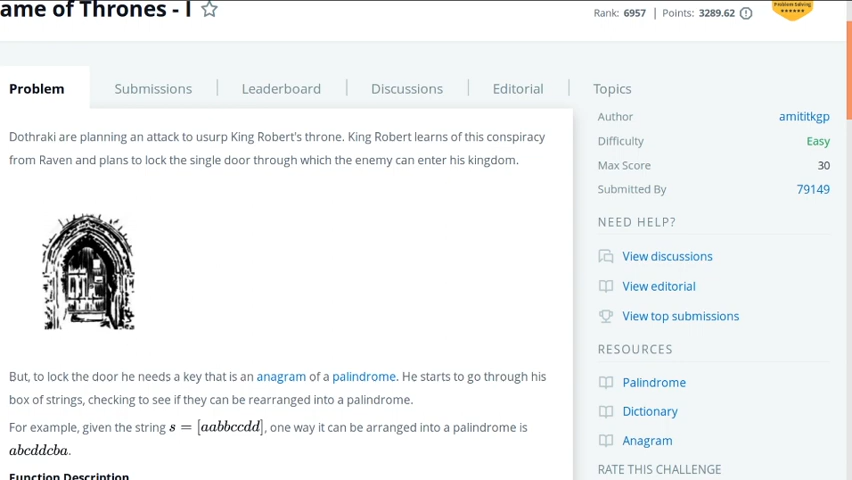 ame of Thrones - I
Rank: 6957 | Points: 3289.62
Problem Solving
Problem
Submissions
Leaderboard
Discussions
Editorial
Topics
Dothraki are planning an attack to usurp King Robert's throne. King Robert learns of this conspiracy
from Raven and plans to lock the single door through which the enemy can enter his kingdom.
But, to lock the door he needs a key that is an anagram of a palindrome. He starts to go through his
box of strings, checking to see if they can be rearranged into a palindrome.
For example, given the string s = [aabbccdd], one way it can be arranged into a palindrome is
abcddcba.
Function Description
Author amititkgp
Difficulty Easy
Max Score 30
Submitted By 79149
NEED HELP?
View discussions
View editorial
View top submissions
RESOURCES
Palindrome
Dictionary
Anagram
RATE THIS CHALLENGE